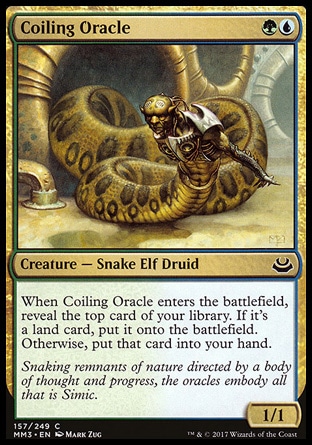 Coiling Oracle
Creature — Snake Elf Druid
When Coiling Oracle enters the battlefield,
reveal the top card of your library. If it’s
a land card, put it onto the battlefield.
Otherwise, put that card into your hand.
Snaking remnants of nature directed by a body
of thought and progress, the oracles embody all
that is Simic.
1/1
157/249 C
MM3 • EN Mark Zug
™ & © 2017 Wizards of the Coast